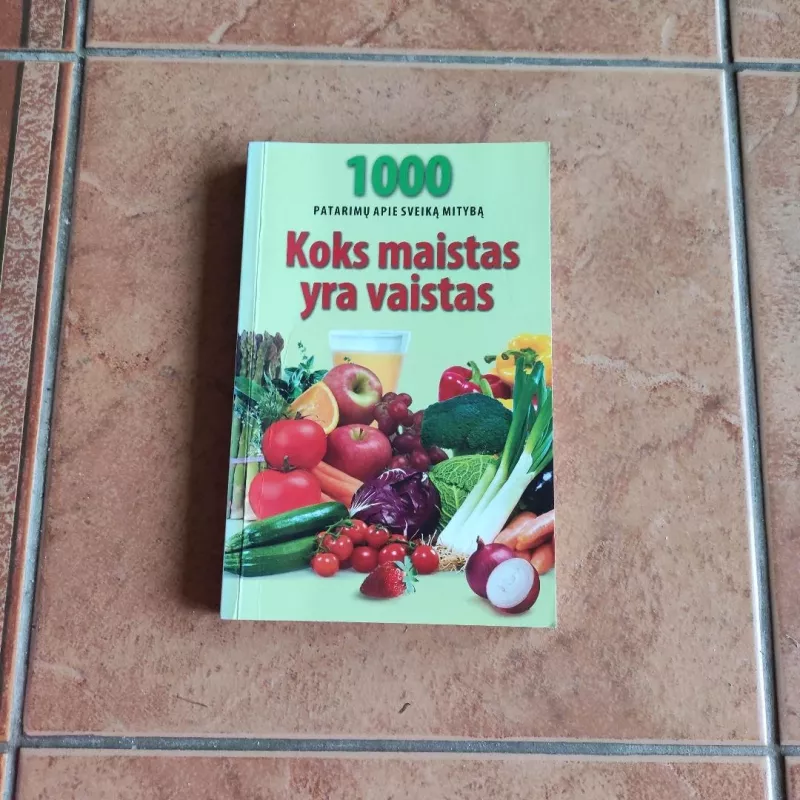 1000
PATARIMŲ APIE SVEIKĄ MITYBĄ
Koks maistas
yra vaistas